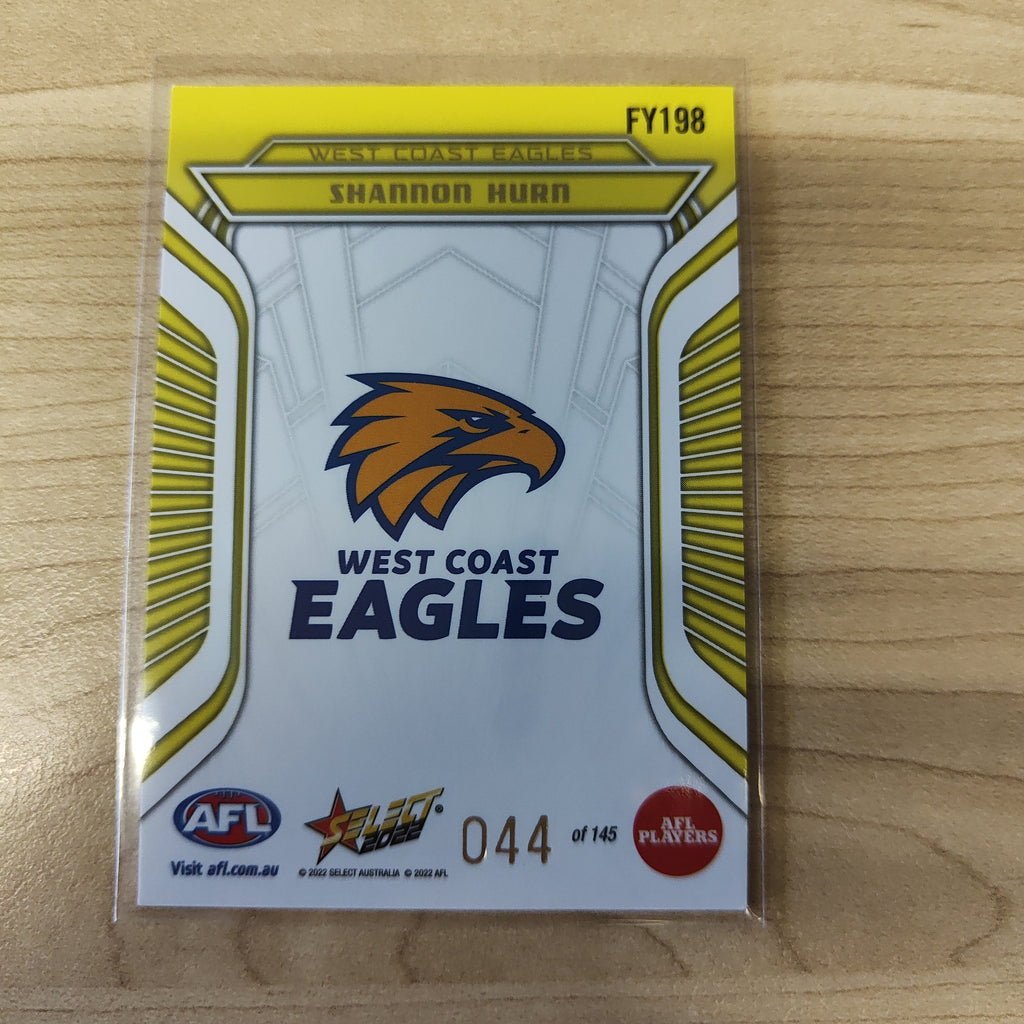 FY198
WEST COAST EAGLES
SHANNON HURN
WEST COAST
EAGLES
AFL
SELECT
2022
044 of 145
AFL
PLAYERS
Visit afl.com.au
© 2022 SELECT AUSTRALIA © 2022 AFL